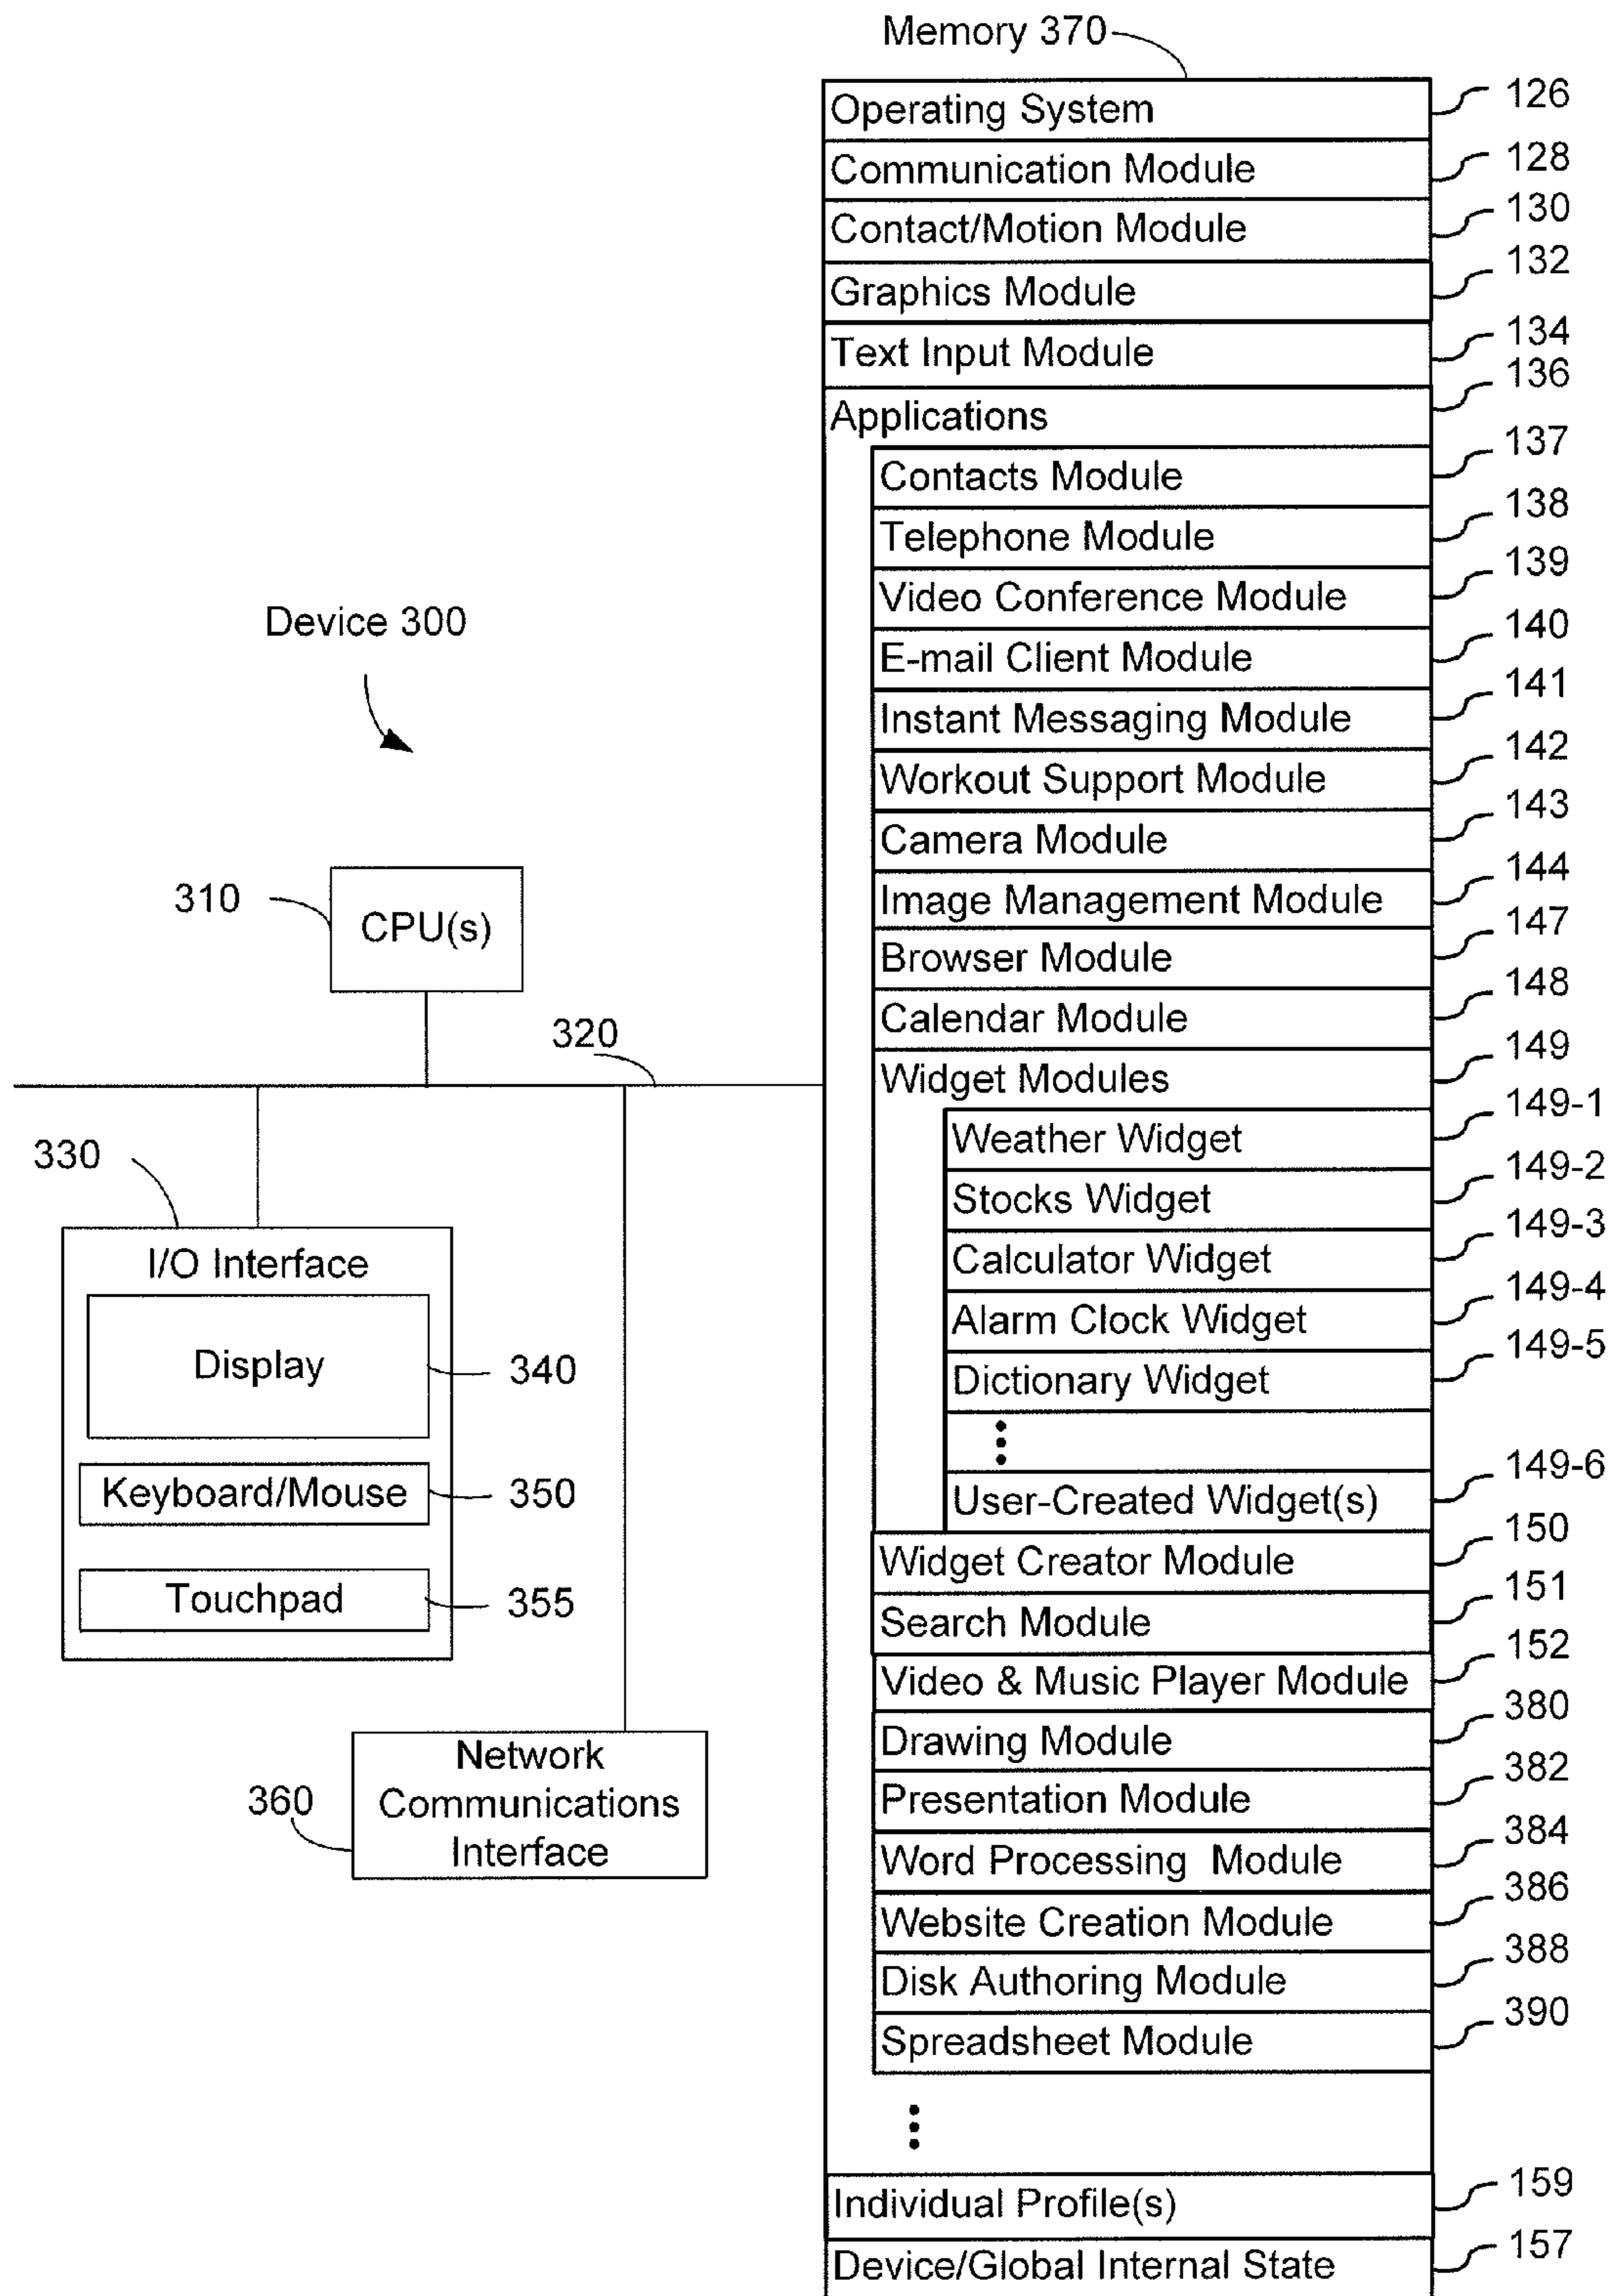 Memory 370
Operating System 126
Communication Module 128
Contact/Motion Module 130
Graphics Module 132
Text Input Module 134
Applications 136
Contacts Module 137
Telephone Module 138
Video Conference Module 139
E-mail Client Module 140
Instant Messaging Module 141
Workout Support Module 142
Camera Module 143
Image Management Module 144
Browser Module 147
Calendar Module 148
Widget Modules 149
Weather Widget 149-1
Stocks Widget 149-2
Calculator Widget 149-3
Alarm Clock Widget 149-4
Dictionary Widget 149-5
User-Created Widget(s) 149-6
Widget Creator Module 150
Search Module 151
Video & Music Player Module 152
Drawing Module 380
Presentation Module 382
Word Processing Module 384
Website Creation Module 386
Disk Authoring Module 388
Spreadsheet Module 390
Individual Profile(s) 159
Device/Global Internal State 157
Device 300
310
CPU(s)
320
330
I/O Interface
Display 340
Keyboard/Mouse 350
Touchpad 355
360
Network
Communications
Interface